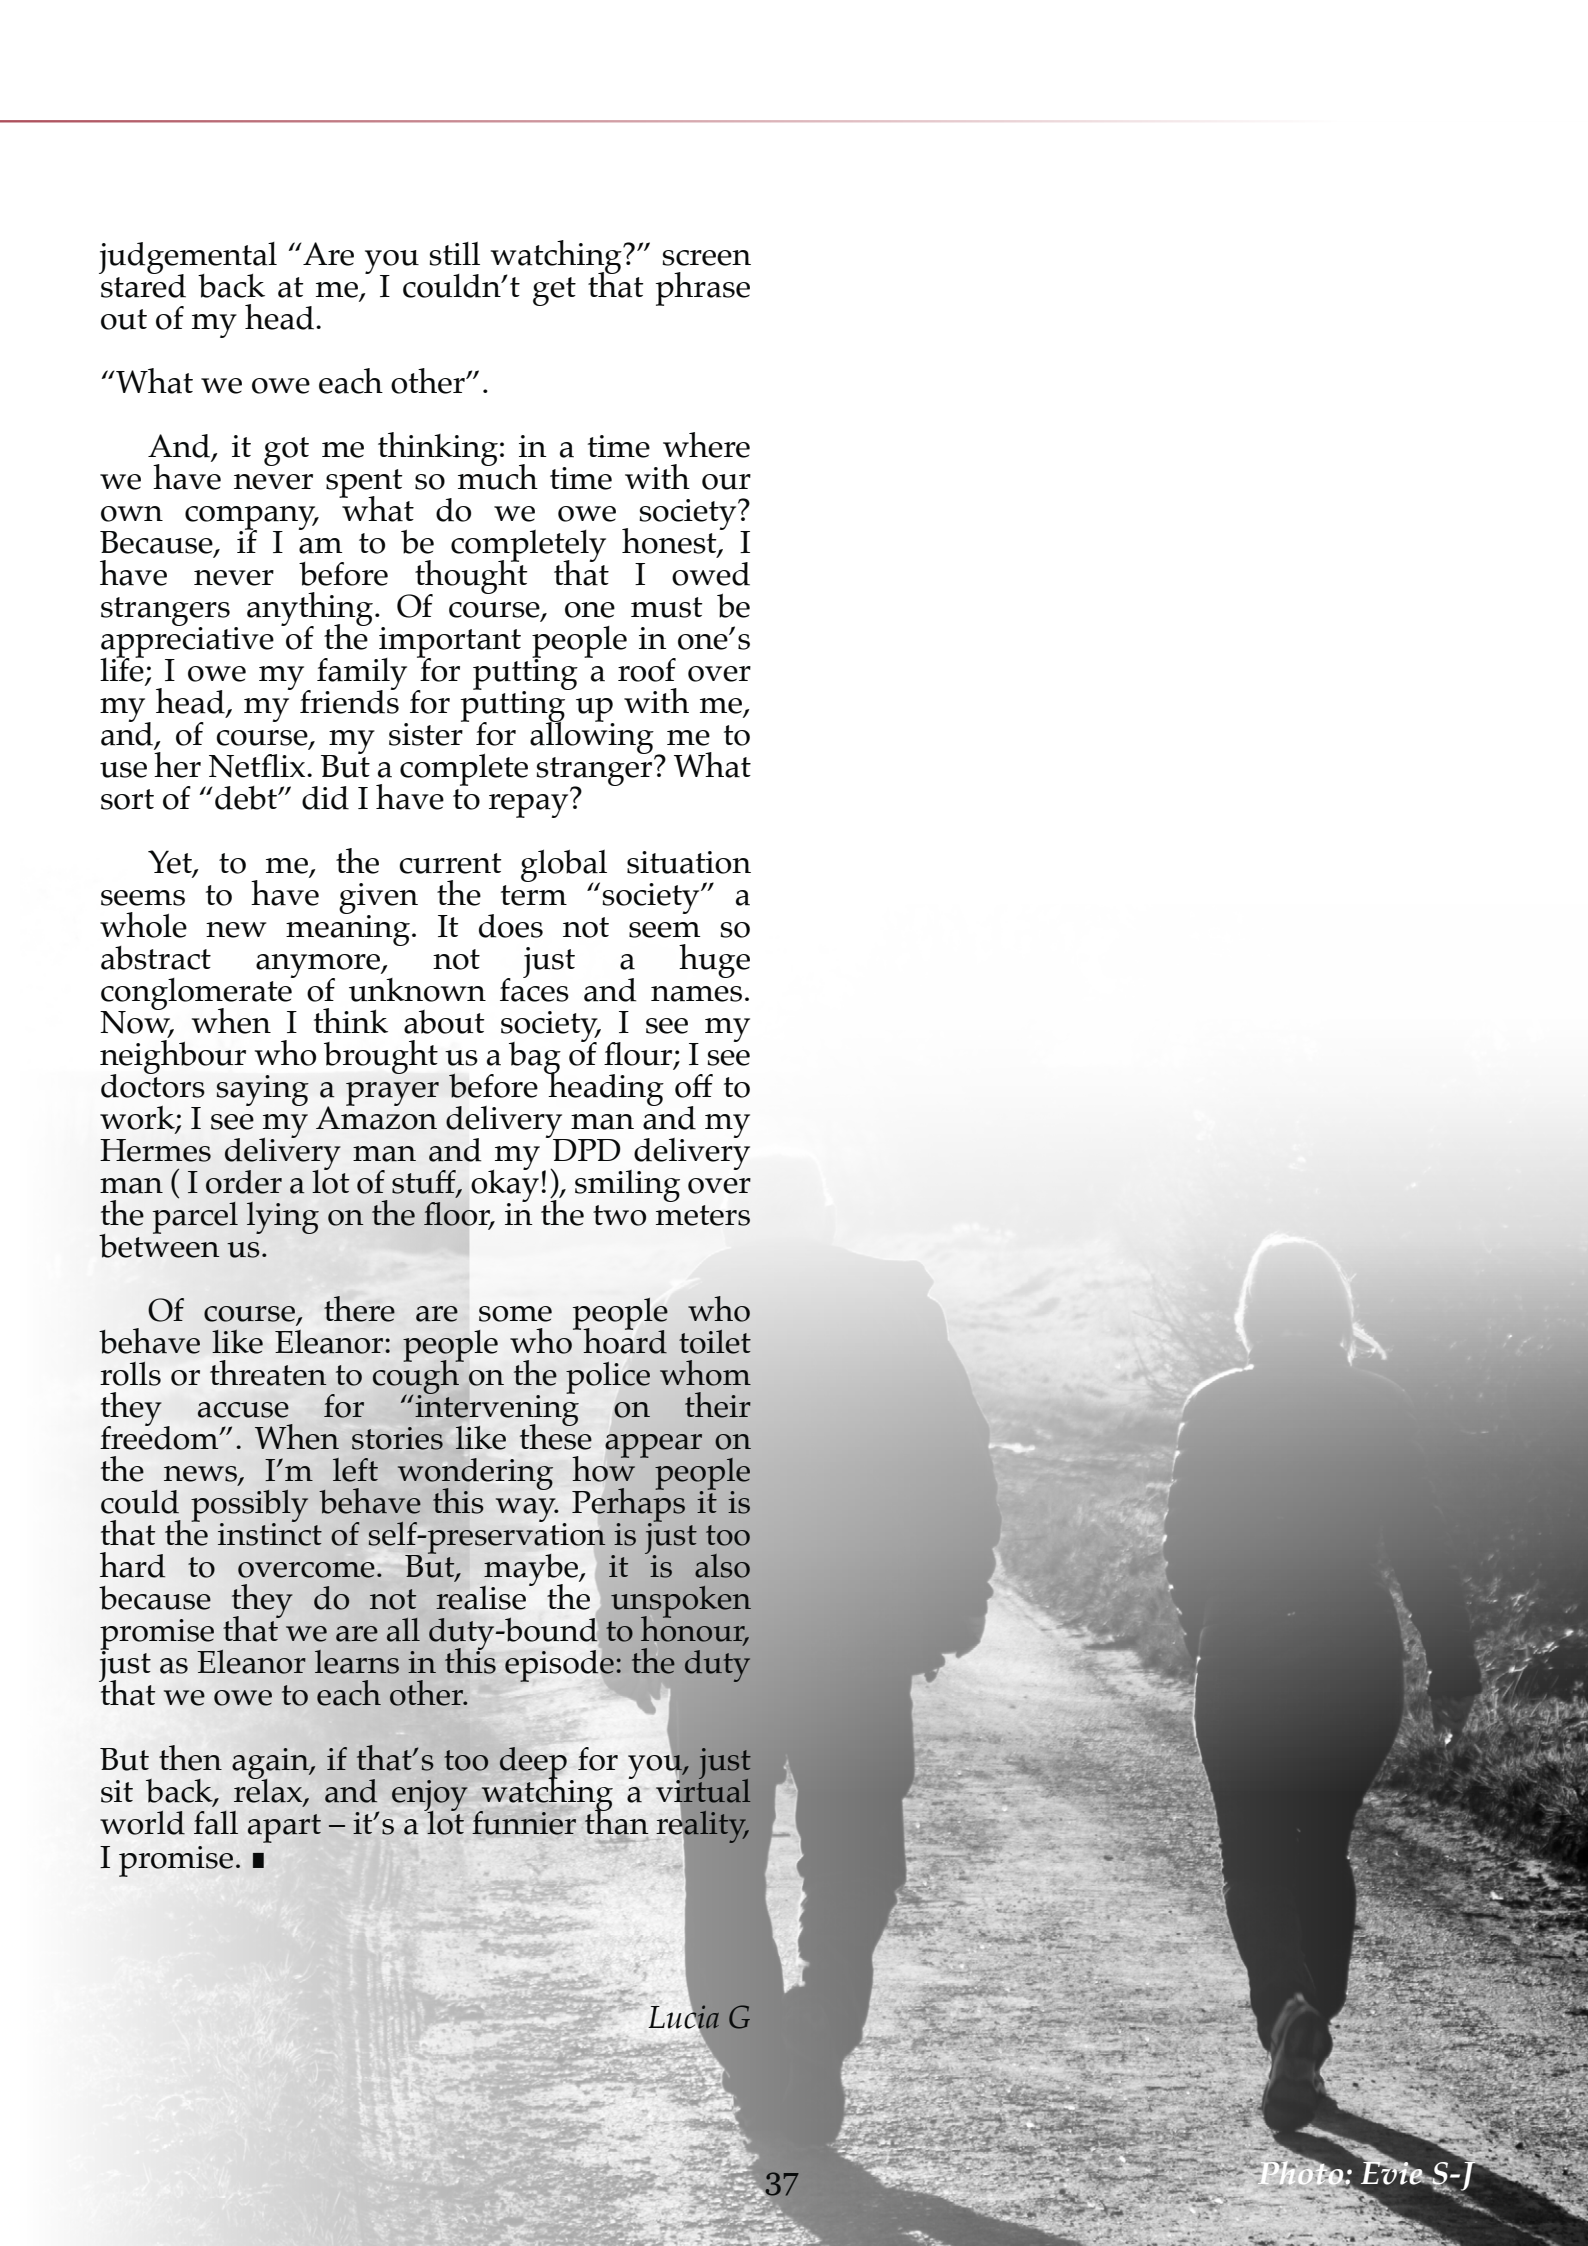 judgemental “Are you still watching?” screen
stared back at me, I couldn’t get that phrase
out of my head.
“What we owe each other”.
And, it got me thinking: in a time where
we have never spent so much time with our
own company, what do we owe society?
Because, if I am to be completely honest, I
have never before thought that I owed
strangers anything. Of course, one must be
appreciative of the important people in one’s
life; I owe my family for putting a roof over
my head, my friends for putting up with me,
and, of course, my sister for allowing me to
use her Netflix. But a complete stranger? What
sort of “debt” did I have to repay?
Yet, to me, the current global situation
seems to have given the term “society” a
whole new meaning. It does not seem so
abstract anymore, not just a huge
conglomerate of unknown faces and names.
Now, when I think about society, I see my
neighbour who brought us a bag of flour; I see
doctors saying a prayer before heading off to
work; I see my Amazon delivery man and my
Hermes delivery man and my DPD delivery
man ( I order a lot of stuff, okay!), smiling over
the parcel lying on the floor, in the two meters
between us.
Of course, there are some people who
behave like Eleanor: people who hoard toilet
rolls or threaten to cough on the police whom
they accuse for “intervening on their
freedom”. When stories like these appear on
the news, I’m left wondering how people
could possibly behave this way. Perhaps it is
that the instinct of self-preservation is just too
hard to overcome. But, maybe, it is also
because they do not realise the unspoken
promise that we are all duty-bound to honour,
just as Eleanor learns in this episode: the duty
that we owe to each other.
But then again, if that’s too deep for you, just
sit back, relax, and enjoy watching a virtual
world fall apart – it’s a lot funnier than reality,
I promise. ∎
Lucia G
37
Photo: Evie S-J